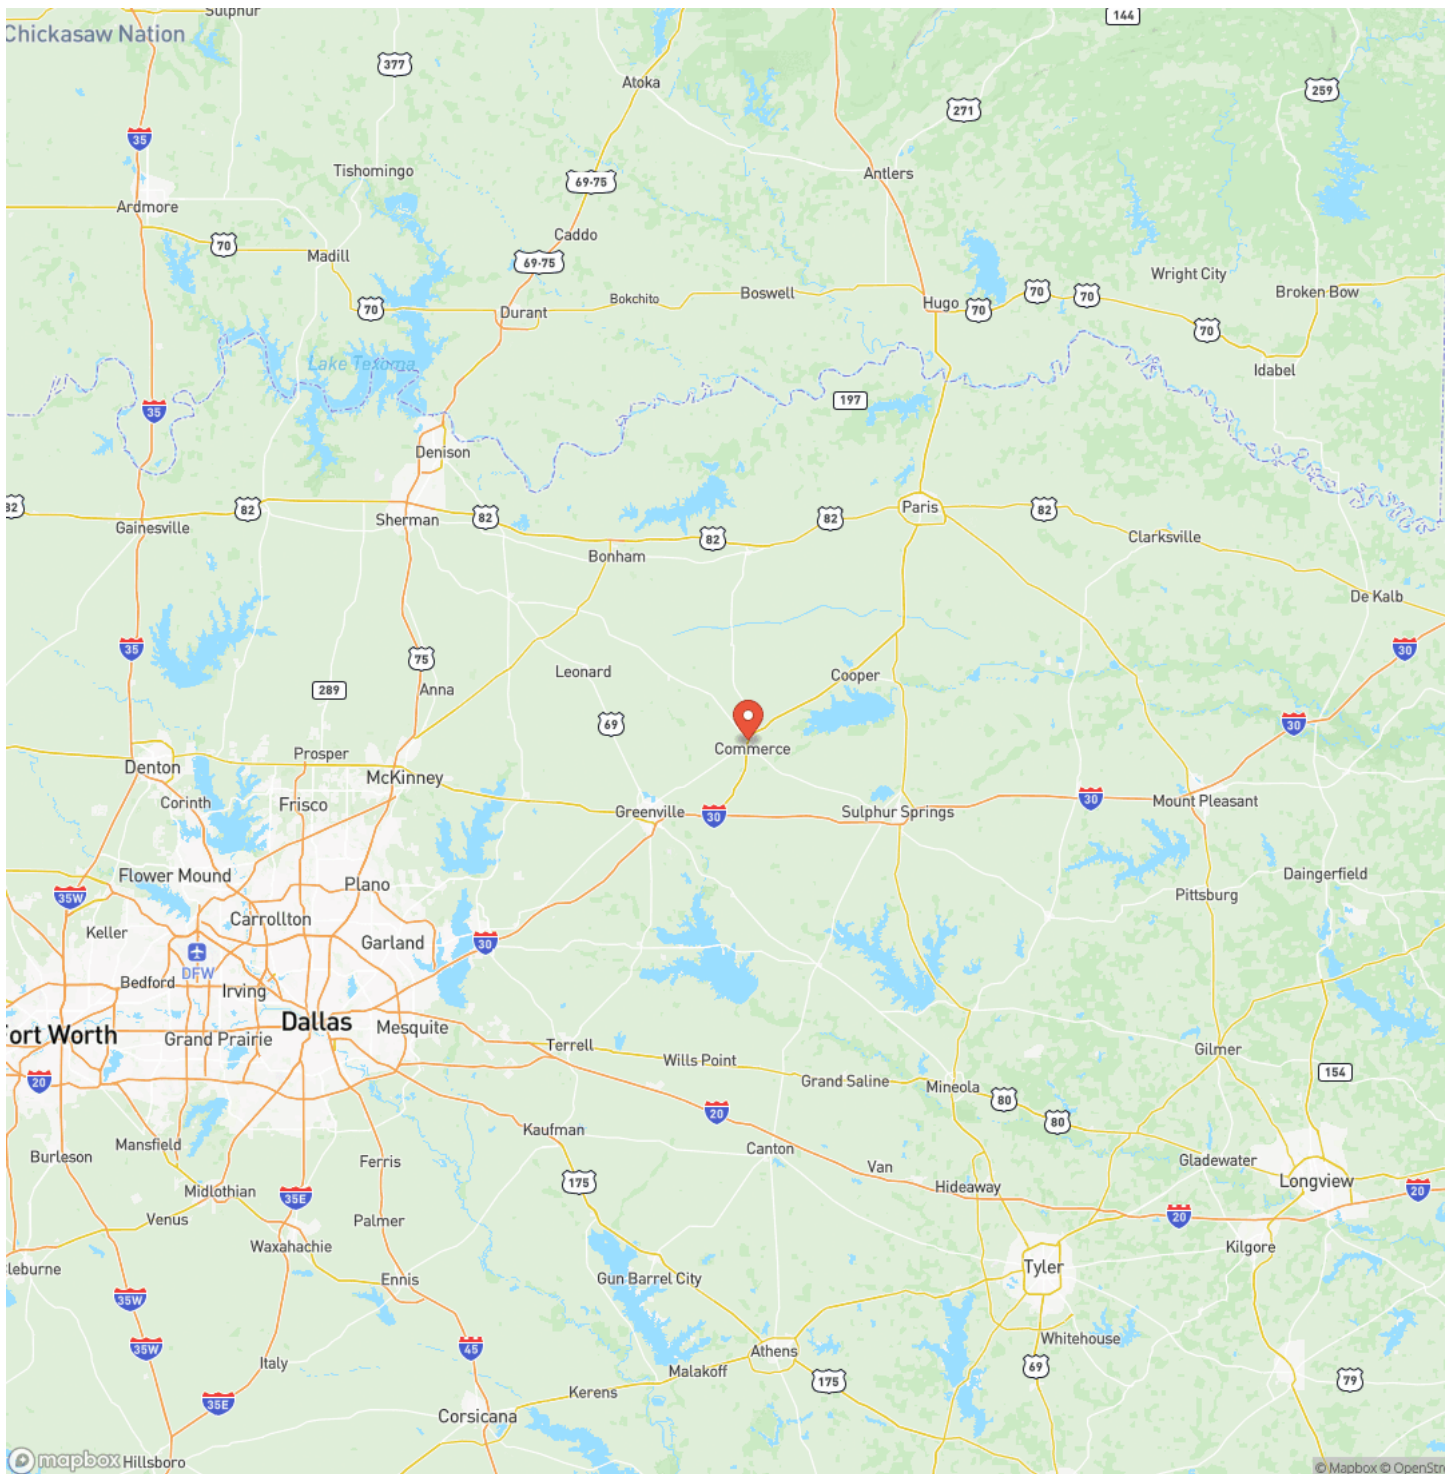 Sulphur
144
Chickasaw Nation
377
Atoka
259
271
35
Tishomingo
Antlers
69-75
Ardmore
Caddo
70
Madill
69-75
Wright City
Bokchito
Boswell
Hugo
70
70
Broken Bow
70
Durant
70
70
Lake Texoma
Idabel
35
197
Denison
82
82
Paris
82
Sherman
82
82
Gainesville
82
Clarksville
Bonham
De Kalb
35
30
75
Leonard
Cooper
289
Anna
69
30
Commerce
Prosper
Denton
McKinney
Corinth
Frisco
30
Mount Pleasant
Greenville
30
Sulphur Springs
Flower Mound
Plano
Daingerfield
35W
Pittsburg
Carrollton
Keller
Garland
30
DFW
Bedford
Irving
Dallas
Mesquite
Fort Worth
Grand Prairie
Terrell
Gilmer
Wills Point
154
20
Grand Saline
Mineola
80
20
80
Kaufman
Mansfield
Canton
Burleson
Ferris
Van
Gladewater
175
Longview
Midlothian
35E
Hideaway
20
Venus
Palmer
20
Waxahachie
Kilgore
Cleburne
Gun Barrel City
Tyler
Ennis
35W
Whitehouse
35W
45
Athens
Italy
69
Malakoff
175
79
Kerens
35E
Corsicana
mapbox
Hillsboro
© Mapbox © OpenStre